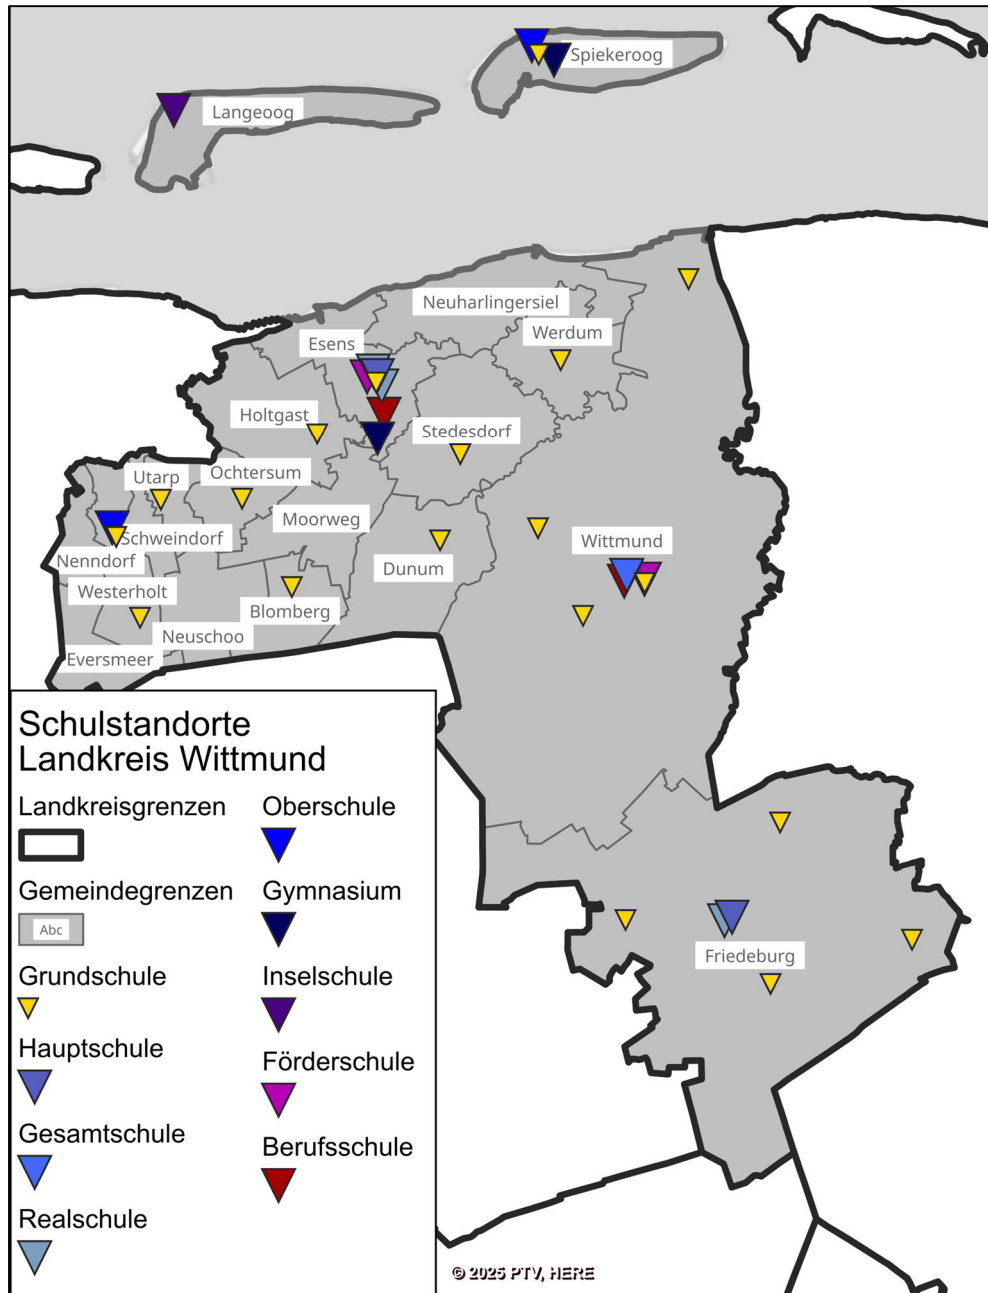 Spiekeroog
Langeoog
Neuharlingersiel
Werdum
Esens
Holtgast
Stedesdorf
Utarp
Ochtersum
Moorweg
Schweindorf
Wittmund
Nenndorf
Dunum
Westerholt
Blomberg
Neuschoo
Eversmeer
Friedeburg
Schulstandorte
Landkreis Wittmund
Landkreisgrenzen
Gemeindegrenzen
Abc
Grundschule
Hauptschule
Gesamtschule
Realschule
Oberschule
Gymnasium
Inselschule
Förderschule
Berufsschule
© 2025 PTV, HERE